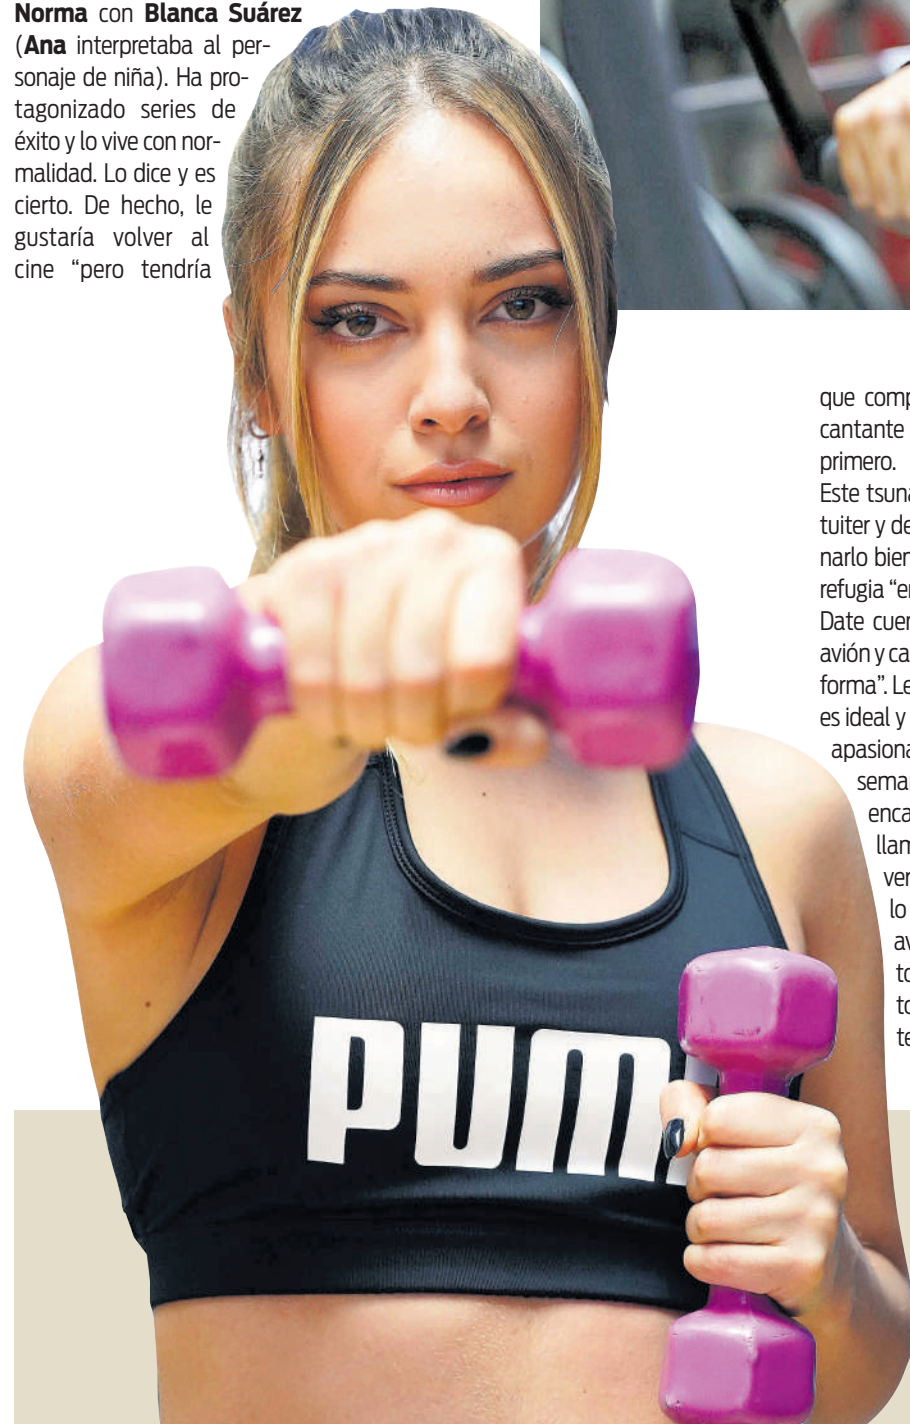 Norma con Blanca Suárez
(Ana interpretaba al per-
sonaje de niña). Ha pro-
tagonizado series de
éxito y lo vive con nor-
malidad. Lo dice y es
cierto. De hecho, le
gustaría volver al
cine “pero tendría
que comp
cantante
primero.
Este tsuna
tuiter y de
narlo bien
refugia “en
Date cuen
avión y ca
forma”. Le
es ideal y
apasiona
sema
enca
llam
ver
lo
av
to
to
te
PUM